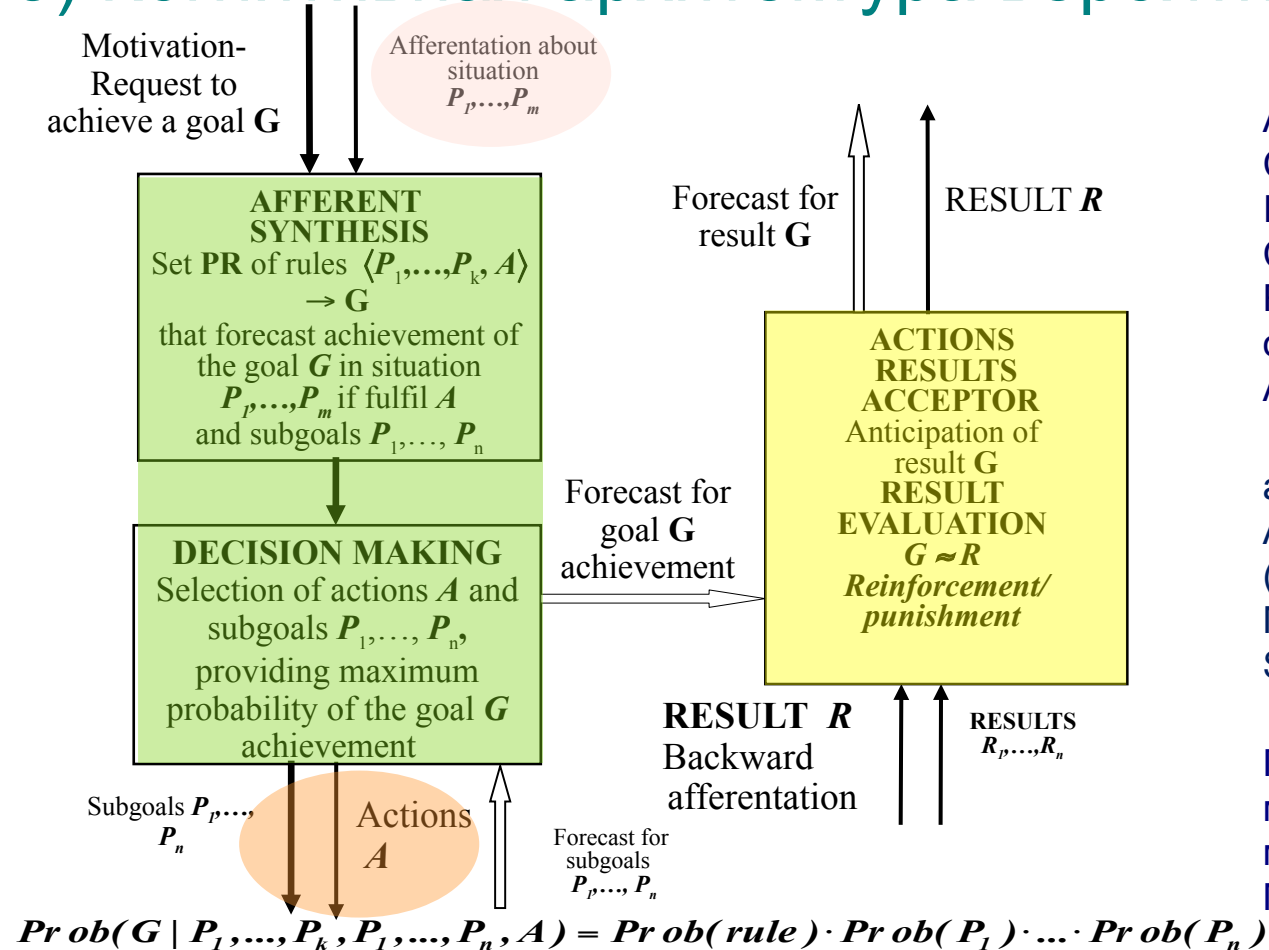 Motivation-
Request to
achieve a goal G
Afferentation about
situation
P1,…,Pm
AFFERENT
SYNTHESIS
Set PR of rules ⟨P1,…,Pk, A⟩
→ G
that forecast achievement of
the goal G in situation
P1,…,Pm if fulfil A
and subgoals P1,…, Pn
DECISION MAKING
Selection of actions A and
subgoals P1,…, Pn,
providing maximum
probability of the goal G
achievement
Subgoals P1,…,
Pn
Actions
A
Forecast for
subgoals
P1,…, Pn
Forecast for
goal G
achievement
Forecast for
result G
RESULT R
ACTIONS
RESULTS
ACCEPTOR
Anticipation of
result G
RESULT
EVALUATION
G ≈ R
Reinforcement/
punishment
RESULT R
Backward
afferentation
RESULTS
R1,…,Rn
Prob(G | P1,...,Pk,P1,...,Pn,A) = Prob(rule)·Prob(P1)·...·Prob(Pn)